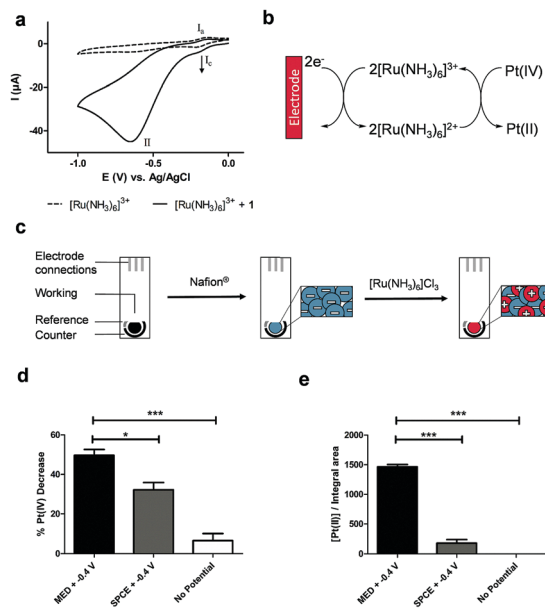 a
I (µA)
0
-20
-40
Ia
Ic
II
-1.0
-0.5
0.0
E (V) vs. Ag/AgCl
[Ru(NH3)6]3+
[Ru(NH3)6]3+ + 1
b
Electrode
2e-
2[Ru(NH3)6]3+
Pt(IV)
2[Ru(NH3)6]2+
Pt(II)
c
Electrode
connections
Working
Reference
Counter
Nafion®
[Ru(NH3)6]Cl3
d
% Pt(IV) Decrease
60
40
20
0
***
*
MED + -0.4 V
SPCE + -0.4 V
No Potential
e
[Pt(II)] / Integral area
2000
1500
1000
500
0
***
***
MED + -0.4 V
SPCE + -0.4 V
No Potential